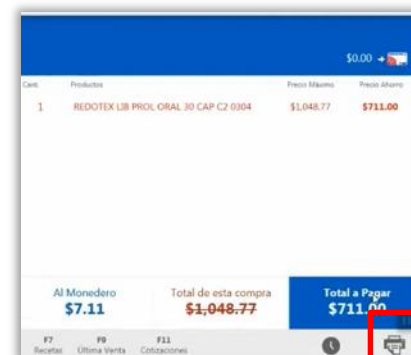 $0.00
Cant. Productos Precio Máximo Precio Ahorro
1 REDOTEX LIB PROL ORAL 30 CAP C2 0304 $1,048.77 $711.00
Al Monedero Total de esta compra Total a Pagar
$7.11 $1,048.77 $711.00
F7 F9 F11
Recetas Última Venta Cotizaciones